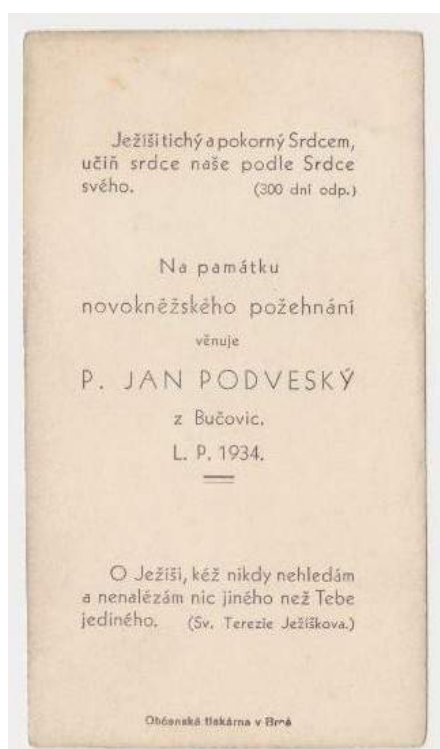 Ježíši tichý a pokorný Srdcem,
učiň srdce naše podle Srdce
svého. (300 dní odp.)
Na památku
novokněžského požehnání
věnuje
P. JAN PODVESKÝ
z Bučovic.
L. P. 1934.
O Ježíši, kéž nikdy nehledám
a nenalézám nic jiného než Tebe
jediného. (Sv. Terezie Ježíškova.)
Občanská tiskárna v Brně